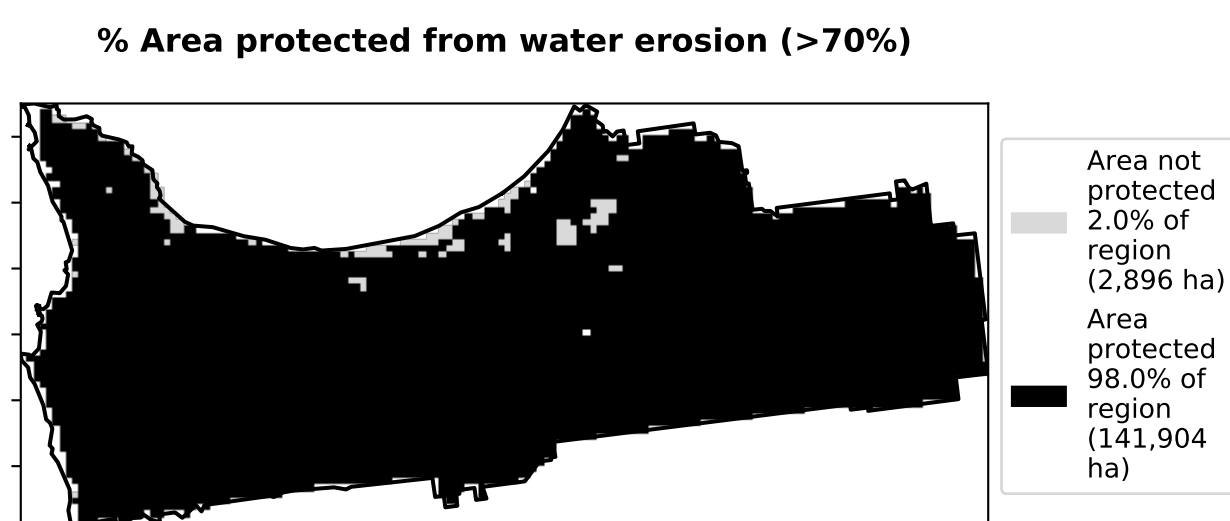 % Area protected from water erosion (>70%)
Area not
protected
2.0% of
region
(2,896 ha)
Area
protected
98.0% of
region
(141,904
ha)